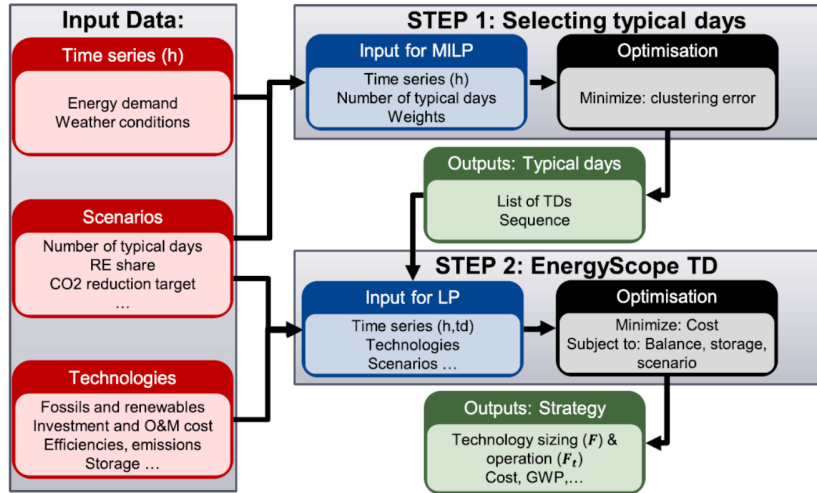 Input Data:
Time series (h)
Energy demand
Weather conditions
Scenarios
Number of typical days
RE share
CO2 reduction target
…
Technologies
Fossils and renewables
Investment and O&M cost
Efficiencies, emissions
Storage …
STEP 1: Selecting typical days
Input for MILP
Time series (h)
Number of typical days
Weights
Optimisation
Minimize: clustering error
Outputs: Typical days
List of TDs
Sequence
STEP 2: EnergyScope TD
Input for LP
Time series (h,td)
Technologies
Scenarios …
Optimisation
Minimize: Cost
Subject to: Balance, storage,
scenario
Outputs: Strategy
Technology sizing (F) &
operation (Fₜ)
Cost, GWP,…